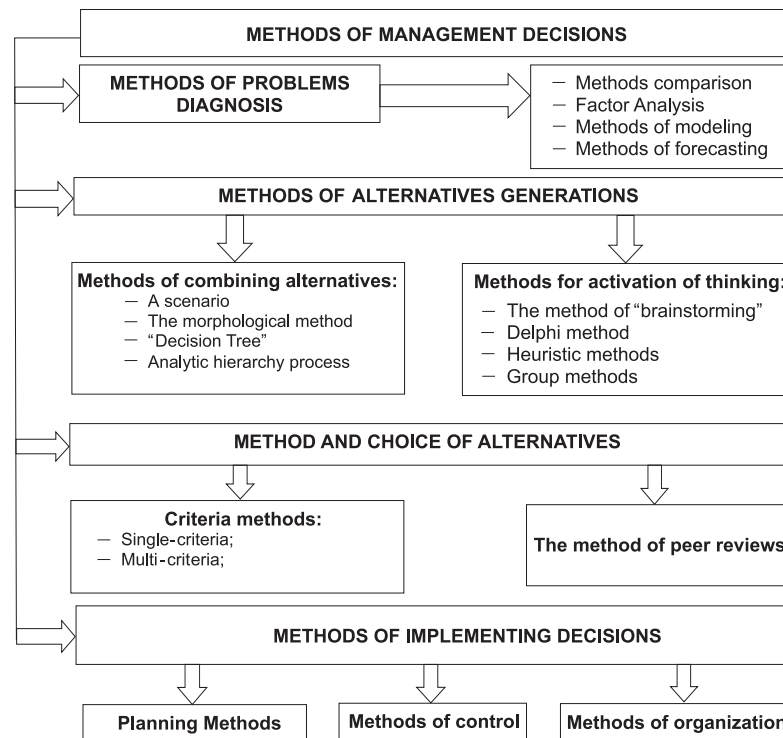 METHODS OF MANAGEMENT DECISIONS
METHODS OF PROBLEMS
DIAGNOSIS
— Methods comparison
— Factor Analysis
— Methods of modeling
— Methods of forecasting
METHODS OF ALTERNATIVES GENERATIONS
Methods of combining alternatives:
— A scenario
— The morphological method
— “Decision Tree”
— Analytic hierarchy process
Methods for activation of thinking:
— The method of “brainstorming”
— Delphi method
— Heuristic methods
— Group methods
METHOD AND CHOICE OF ALTERNATIVES
Criteria methods:
— Single-criteria;
— Multi-criteria;
The method of peer reviews
METHODS OF IMPLEMENTING DECISIONS
Planning Methods
Methods of control
Methods of organization